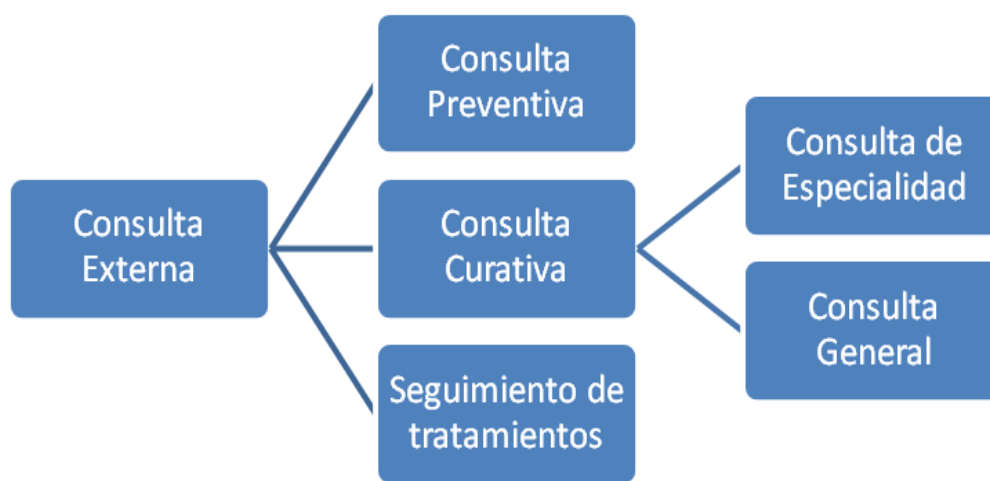 Consulta
Externa
Consulta
Preventiva
Consulta
Curativa
Seguimiento de
tratamientos
Consulta de
Especialidad
Consulta
General